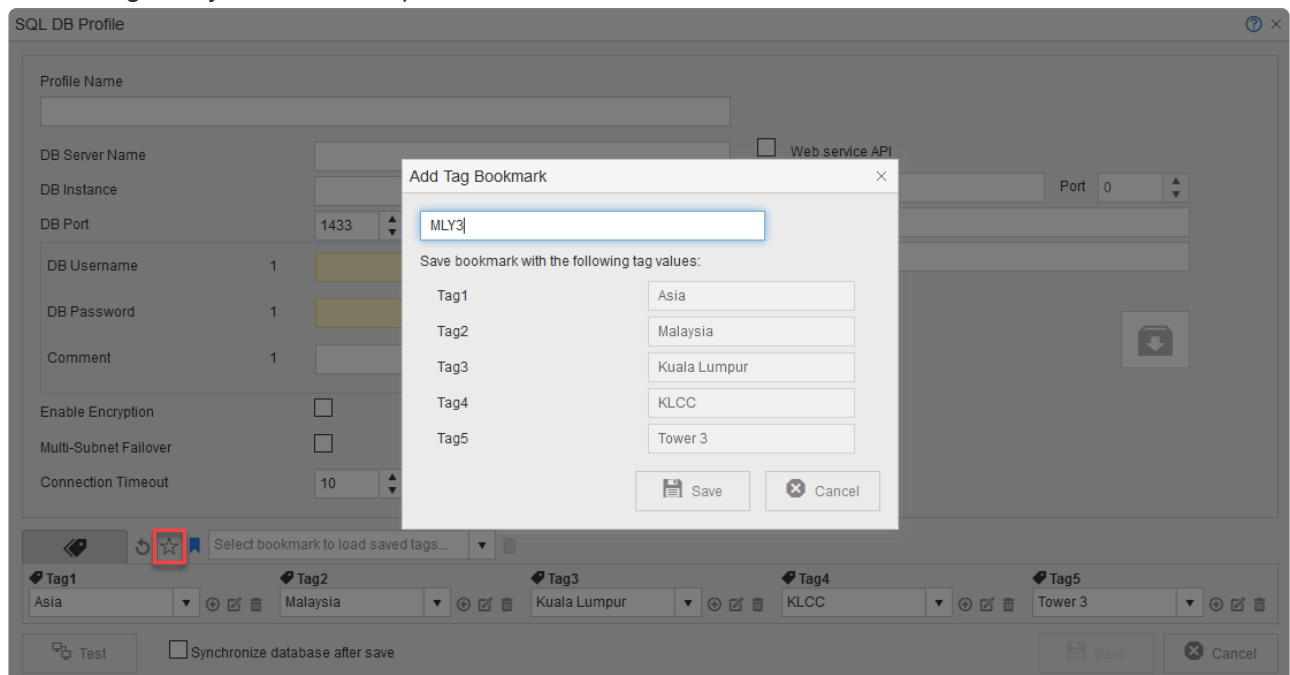 SQL DB Profile
Profile Name
DB Server Name
Web service API
DB Instance
Port 0
DB Port 1433
DB Username 1
DB Password 1
Comment 1
Enable Encryption
Multi-Subnet Failover
Connection Timeout 10
Add Tag Bookmark
MLY3
Save bookmark with the following tag values:
Tag1 Asia
Tag2 Malaysia
Tag3 Kuala Lumpur
Tag4 KLCC
Tag5 Tower 3
Save Cancel
Select bookmark to load saved tags...
Tag1 Tag2 Tag3 Tag4 Tag5
Asia Malaysia Kuala Lumpur KLCC Tower 3
Test Synchronize database after save Save Cancel